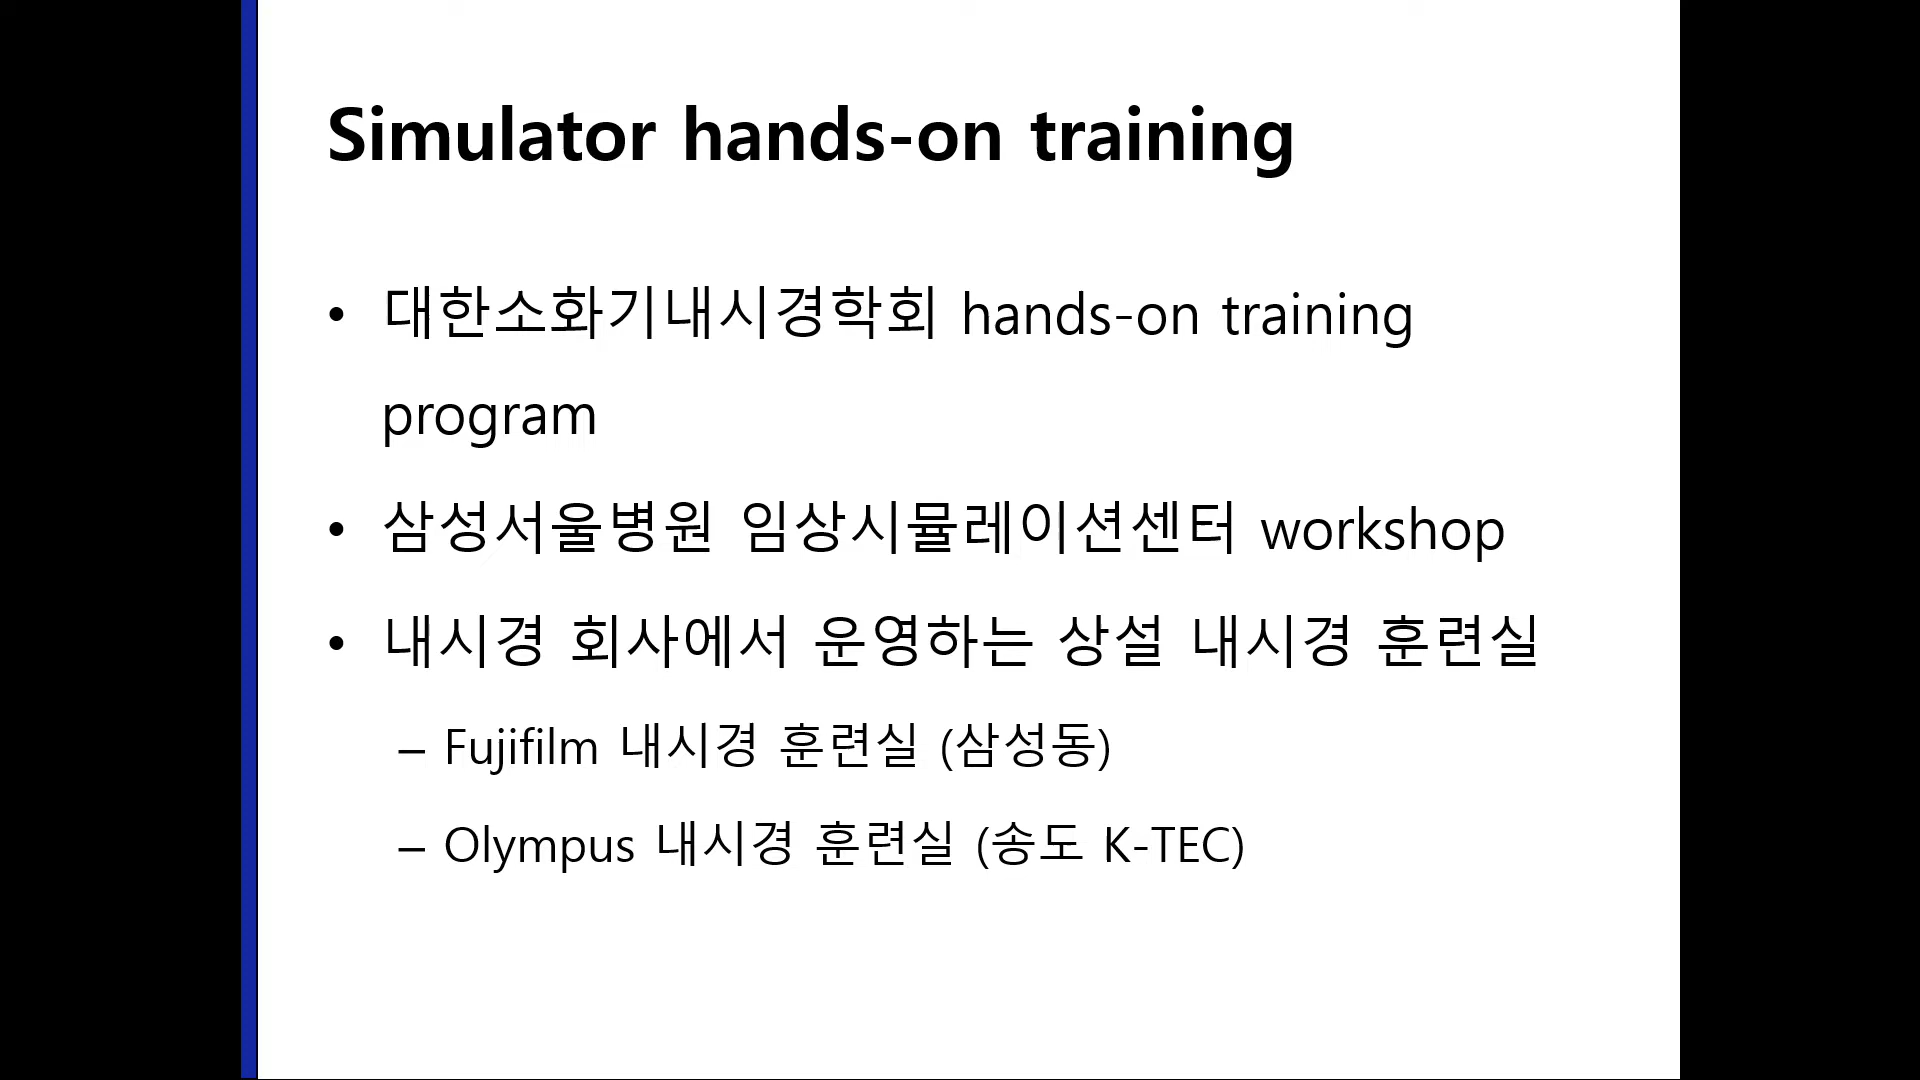 Simulator hands-on training
• 대한소화기내시경학회 hands-on training
program
• 삼성서울병원 임상시뮬레이션센터 workshop
• 내시경 회사에서 운영하는 상설 내시경 훈련실
– Fujifilm 내시경 훈련실 (삼성동)
– Olympus 내시경 훈련실 (송도 K-TEC)